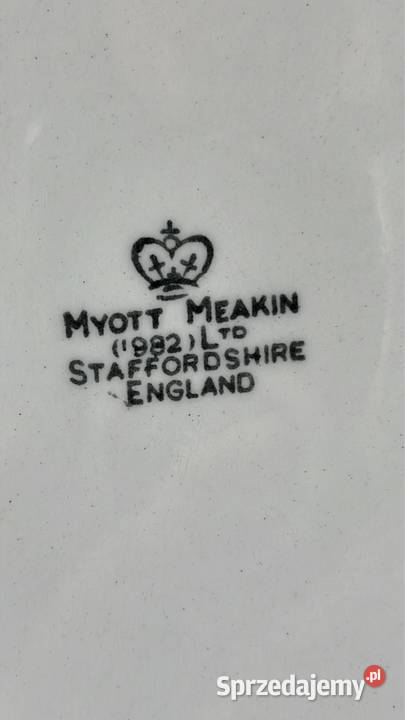 MYOTT MEAKIN
(1982) LTD
STAFFORDSHIRE
ENGLAND
Sprzedajemy.pl